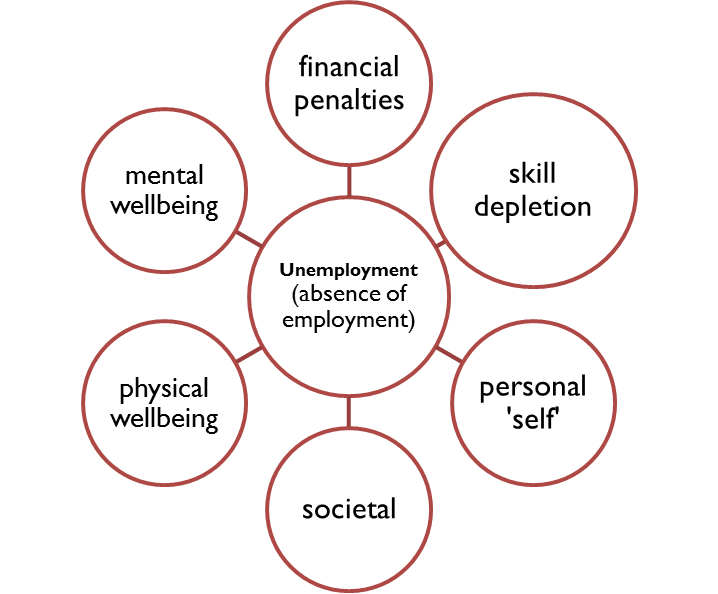 financial
penalties
skill
depletion
personal
'self'
societal
physical
wellbeing
mental
wellbeing
Unemployment
(absence of
employment)